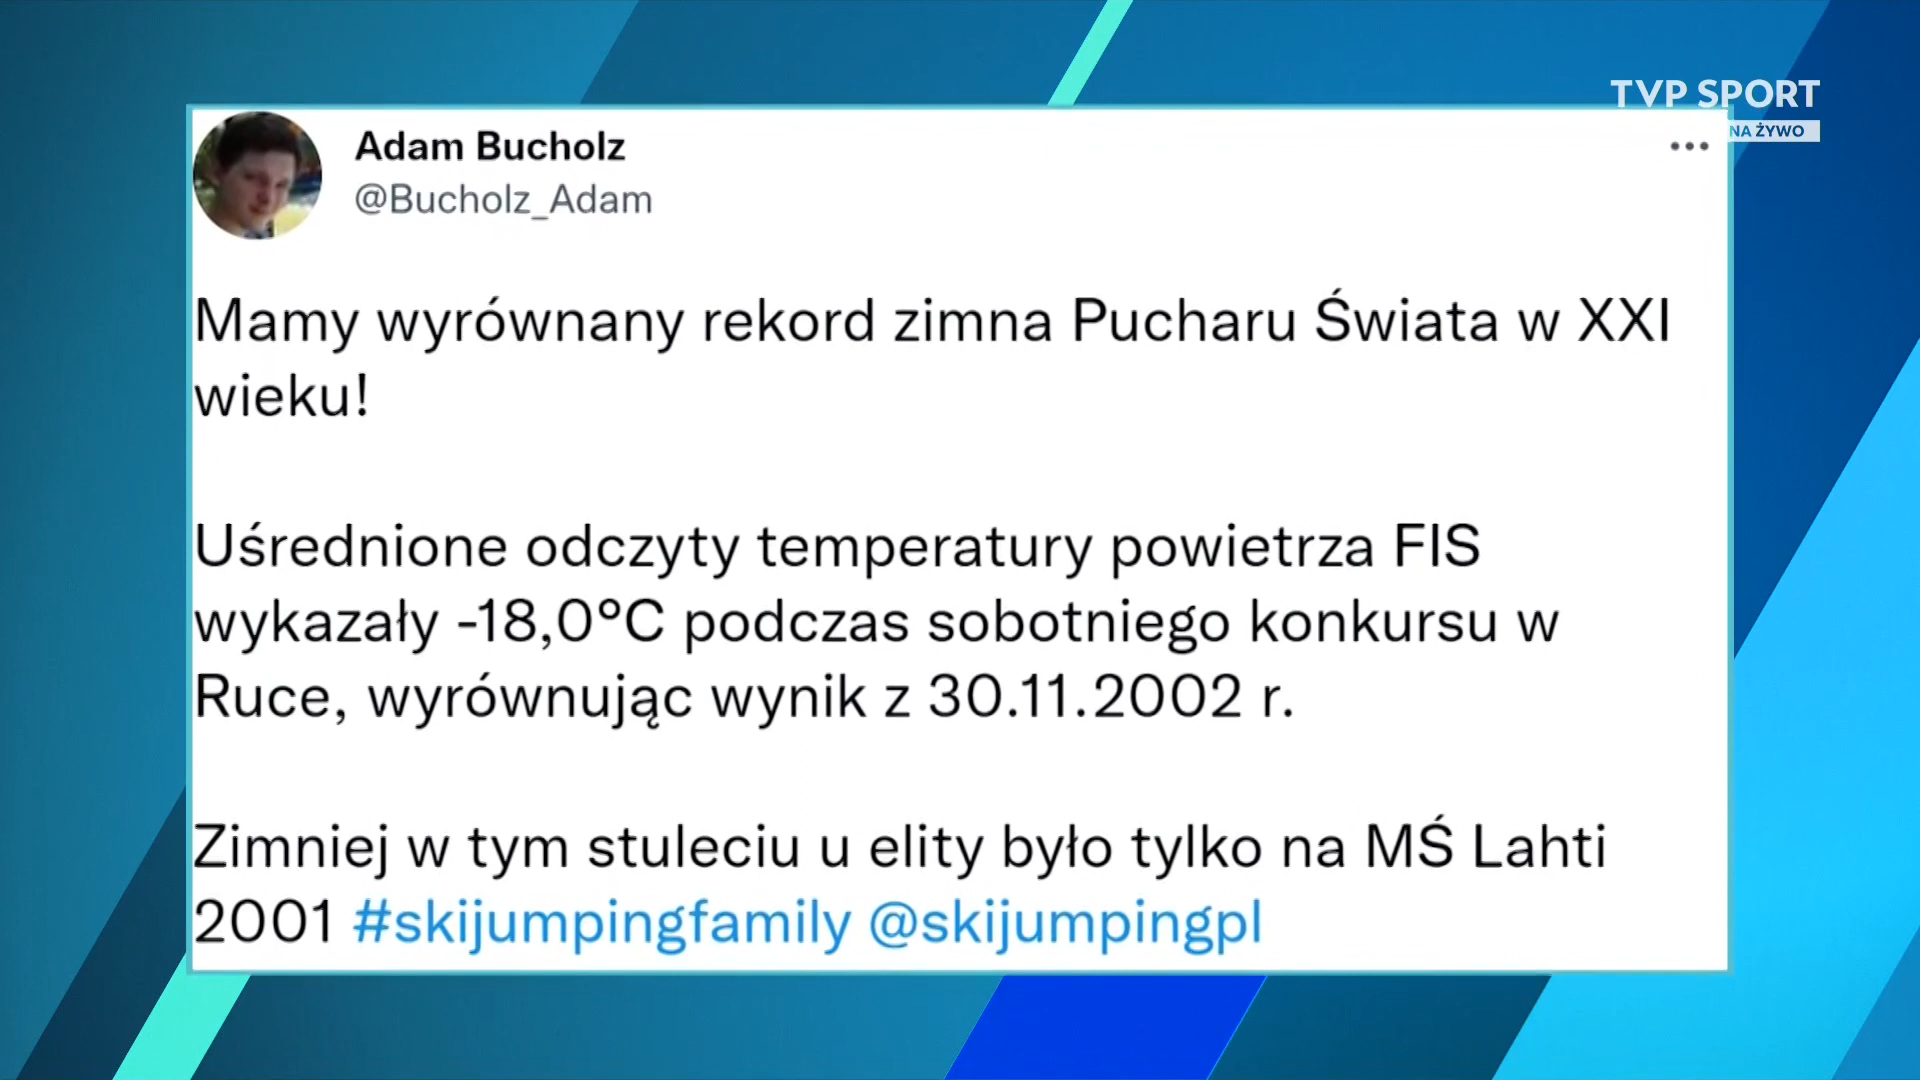 TVP SPORT
NA ŻYWO
Adam Bucholz
@Bucholz_Adam
Mamy wyrównany rekord zimna Pucharu Świata w XXI
wieku!
Uśrednione odczyty temperatury powietrza FIS
wykazały -18,0°C podczas sobotniego konkursu w
Ruce, wyrównując wynik z 30.11.2002 r.
Zimniej w tym stuleciu u elity było tylko na MŚ Lahti
2001 #skijumpingfamily @skijumpingpl